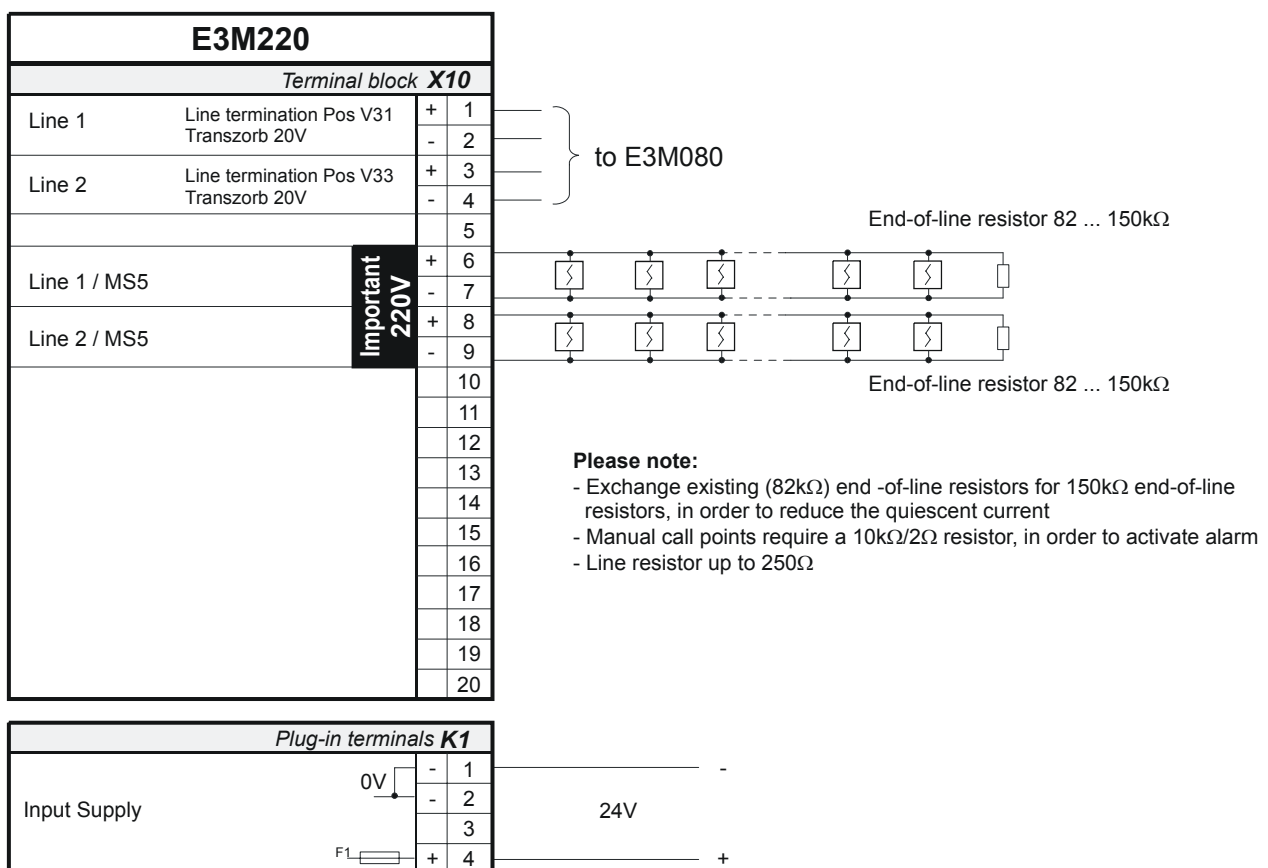 E3M220
Terminal block X10
Line 1 Line termination Pos V31 + 1
Transzorb 20V - 2
to E3M080
Line 2 Line termination Pos V33 + 3
Transzorb 20V - 4
5
End-of-line resistor 82 ... 150kΩ
Important
220V
Line 1 / MS5 + 6
- 7
Line 2 / MS5 + 8
- 9
End-of-line resistor 82 ... 150kΩ
10
11
12
13
14
15
16
17
18
19
20
Please note:
- Exchange existing (82kΩ) end -of-line resistors for 150kΩ end-of-line
resistors, in order to reduce the quiescent current
- Manual call points require a 10kΩ/2Ω resistor, in order to activate alarm
- Line resistor up to 250Ω
Plug-in terminals K1
0V - 1 -
Input Supply - 2 24V
3
F1 + 4 +